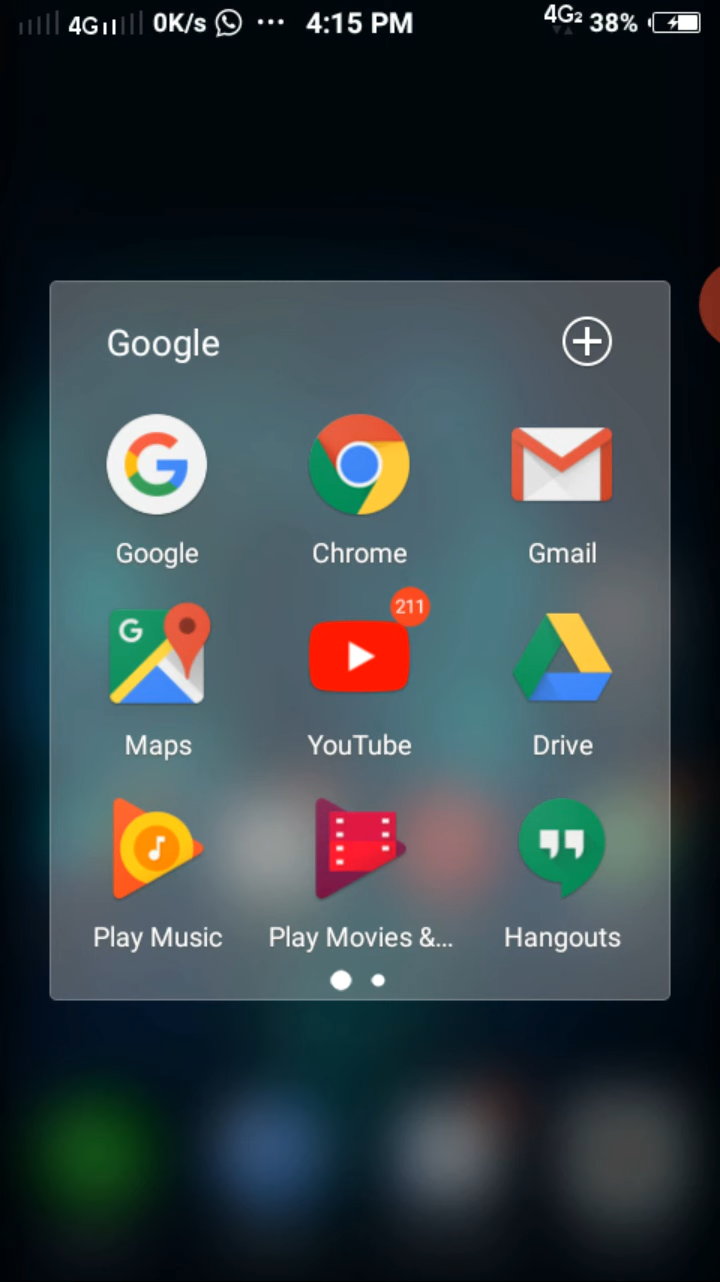 4G 0K/s ... 4:15 PM 4G2 38%
Google
Google Chrome Gmail
211
Maps YouTube Drive
Play Music Play Movies &... Hangouts